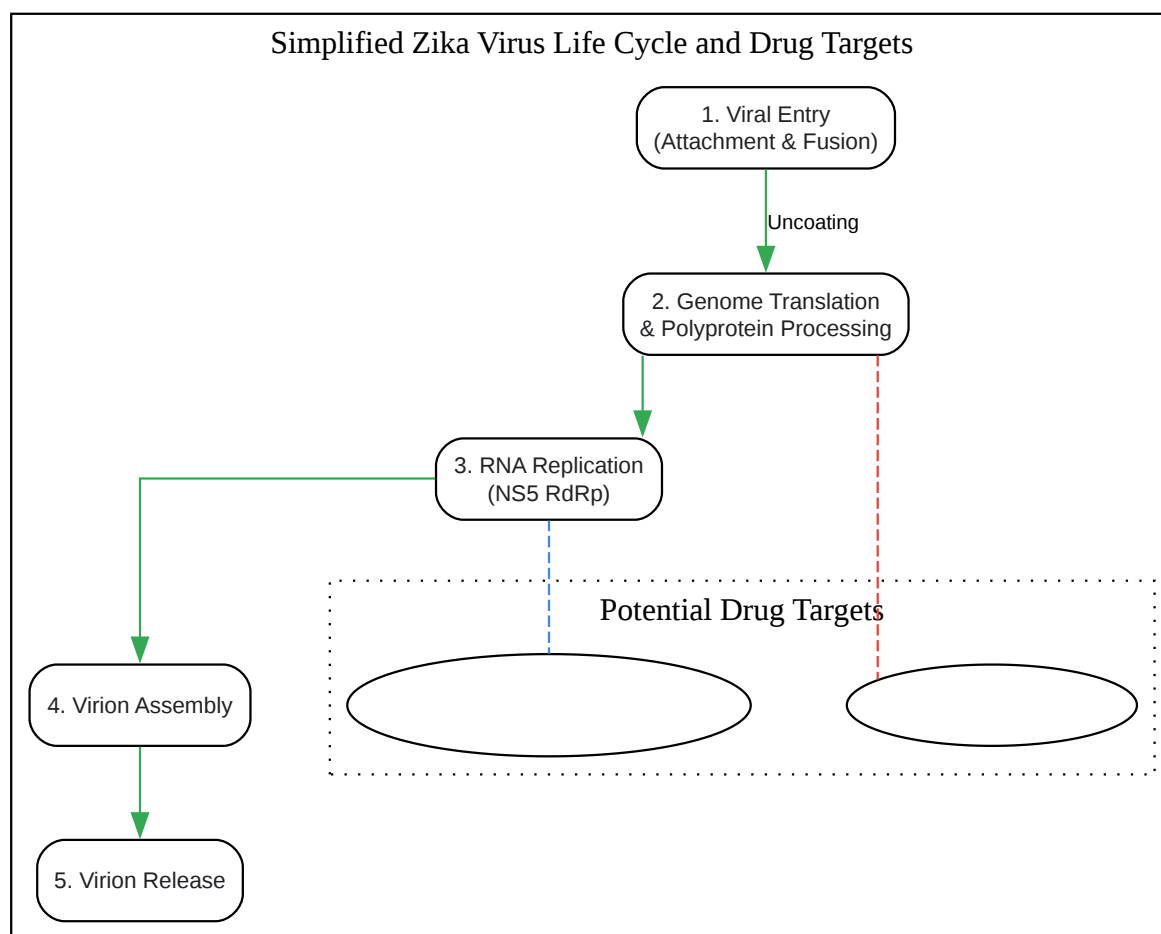 Simplified Zika Virus Life Cycle and Drug Targets
1. Viral Entry
(Attachment & Fusion)
Uncoating
2. Genome Translation
& Polyprotein Processing
3. RNA Replication
(NS5 RdRp)
Potential Drug Targets
4. Virion Assembly
5. Virion Release